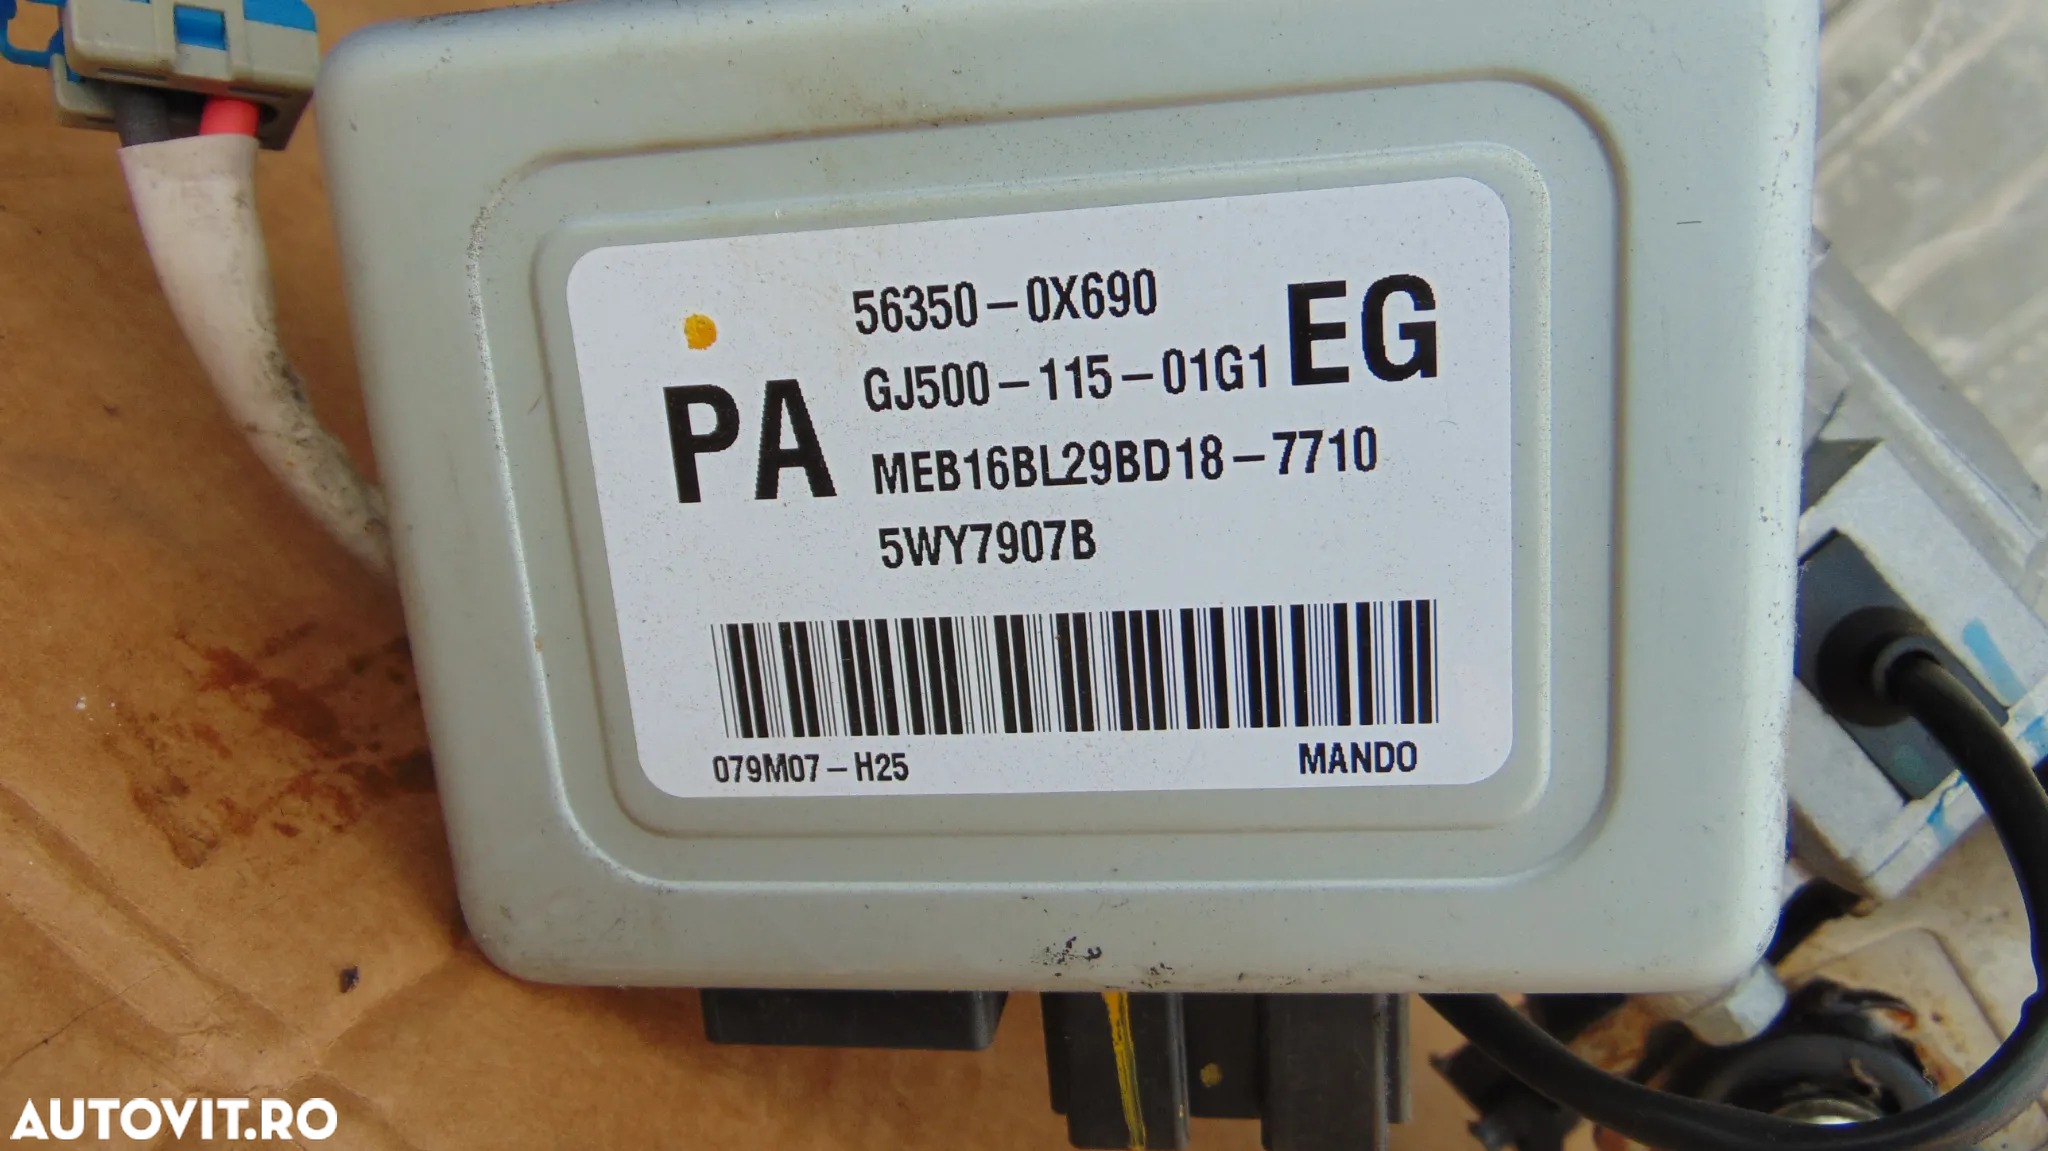 56350-0X690
PA GJ500-115-01G1 EG
MEB16BL29BD18-7710
5WY7907B
079M07-H25 MANDO
AUTOVIT.RO